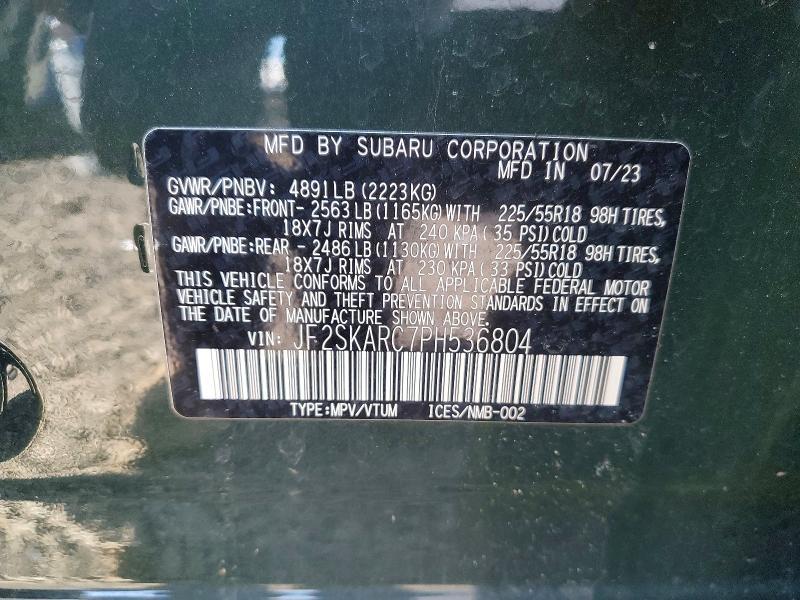 MFD BY SUBARU CORPORATION
MFD IN 07/23
GVWR/PNBV: 4891LB (2223KG)
GAWR/PNBE:FRONT- 2563LB (1165KG) WITH 225/55R18 98H TIRES,
18X7J RIMS AT 240 KPA ( 35 PSI) COLD
GAWR/PNBE:REAR - 2486LB (1130KG) WITH 225/55R18 98H TIRES,
18X7J RIMS AT 230 KPA ( 33 PSI) COLD
THIS VEHICLE CONFORMS TO ALL APPLICABLE FEDERAL MOTOR
VEHICLE SAFETY AND THEFT PREVENTION STANDARDS IN EFFECT ON
THE DATE OF MANUFACTURE SHOWN ABOVE.
VIN: JF2SKARC7PH536804
TYPE:MPV/VTUM ICES/NMB-002